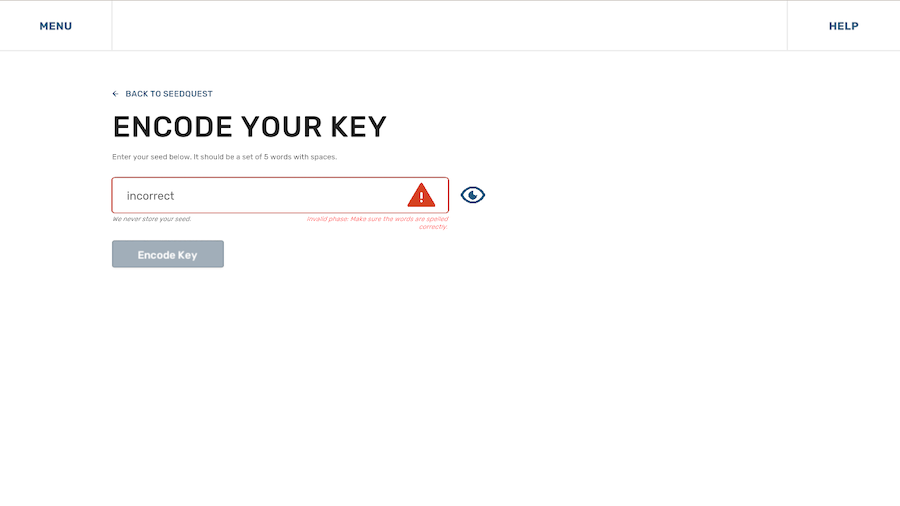 MENU
HELP
BACK TO SEEDQUEST
ENCODE YOUR KEY
Enter your seed below. It should be a set of 5 words with spaces.
incorrect
We never store your seed.
Invalid phase. Make sure the words are spelled
correctly.
Encode Key